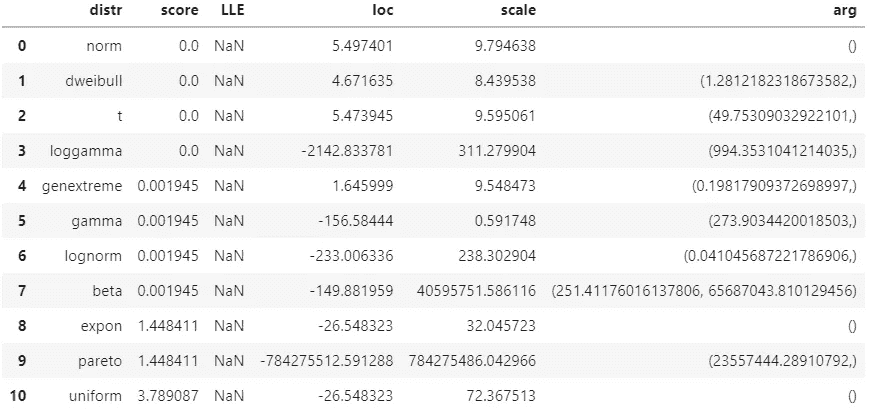 distr score LLE loc scale arg
0 norm 0.0 NaN 5.497401 9.794638 ()
1 dweibull 0.0 NaN 4.671635 8.439538 (1.2812182318673582,)
2 t 0.0 NaN 5.473945 9.595061 (49.75309032922101,)
3 loggamma 0.0 NaN -2142.833781 311.279904 (994.3531041214035,)
4 genextreme 0.001945 NaN 1.645999 9.548473 (0.19817909372698997,)
5 gamma 0.001945 NaN -156.58444 0.591748 (273.9034420018503,)
6 lognorm 0.001945 NaN -233.006336 238.302904 (0.041045687221786906,)
7 beta 0.001945 NaN -149.881959 40595751.586116 (251.41176016137806, 65687043.810129456)
8 expon 1.448411 NaN -26.548323 32.045723 ()
9 pareto 1.448411 NaN -784275512.591288 784275486.042966 (23557444.28910792,)
10 uniform 3.789087 NaN -26.548323 72.367513 ()